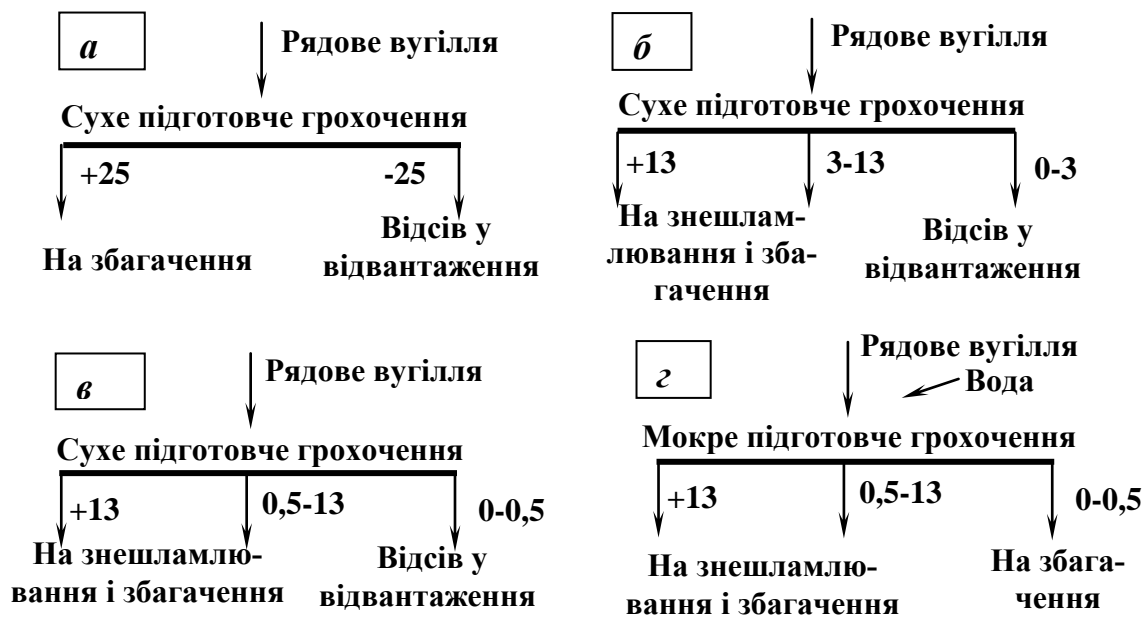 а
Рядове вугілля
Сухе підготовче грохочення
+25
-25
На збагачення
Відсів у
відвантаження
б
Рядове вугілля
Сухе підготовче грохочення
+13
3-13
0-3
На знешлам-
лювання і зба-
гачення
Відсів у
відвантаження
в
Рядове вугілля
Сухе підготовче грохочення
+13
0,5-13
0-0,5
На знешламлю-
вання і збагачення
Відсів у
відвантаження
г
Рядове вугілля
Вода
Мокре підготовче грохочення
+13
0,5-13
0-0,5
На знешламлю-
вання і збагачення
На збага-
чення